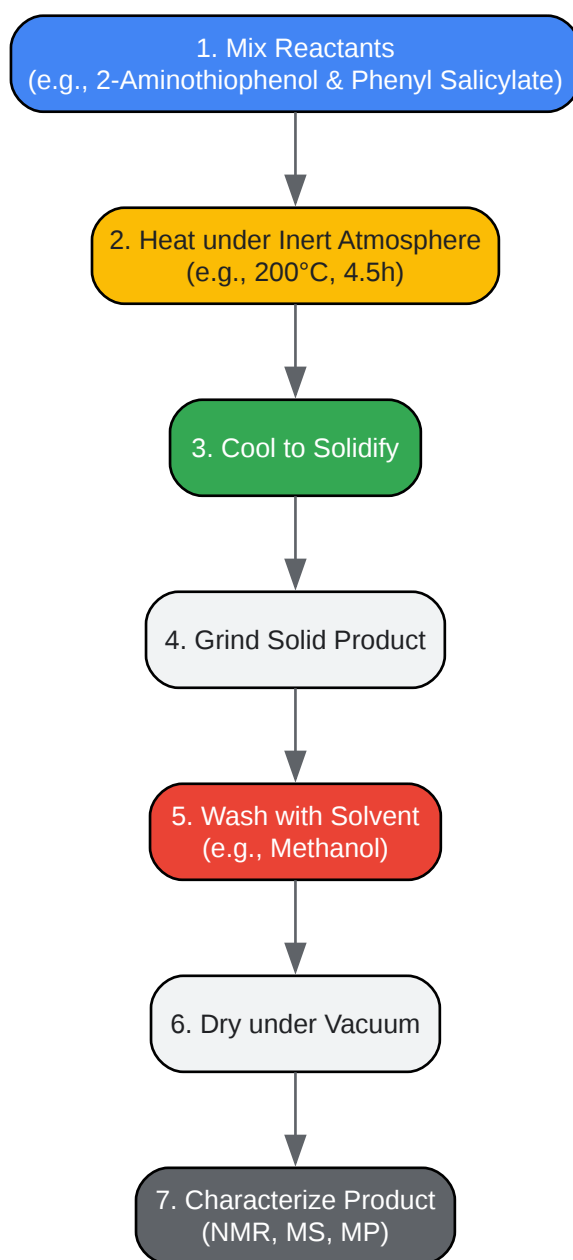 1. Mix Reactants
(e.g., 2-Aminothiophenol & Phenyl Salicylate)
2. Heat under Inert Atmosphere
(e.g., 200°C, 4.5h)
3. Cool to Solidify
4. Grind Solid Product
5. Wash with Solvent
(e.g., Methanol)
6. Dry under Vacuum
7. Characterize Product
(NMR, MS, MP)